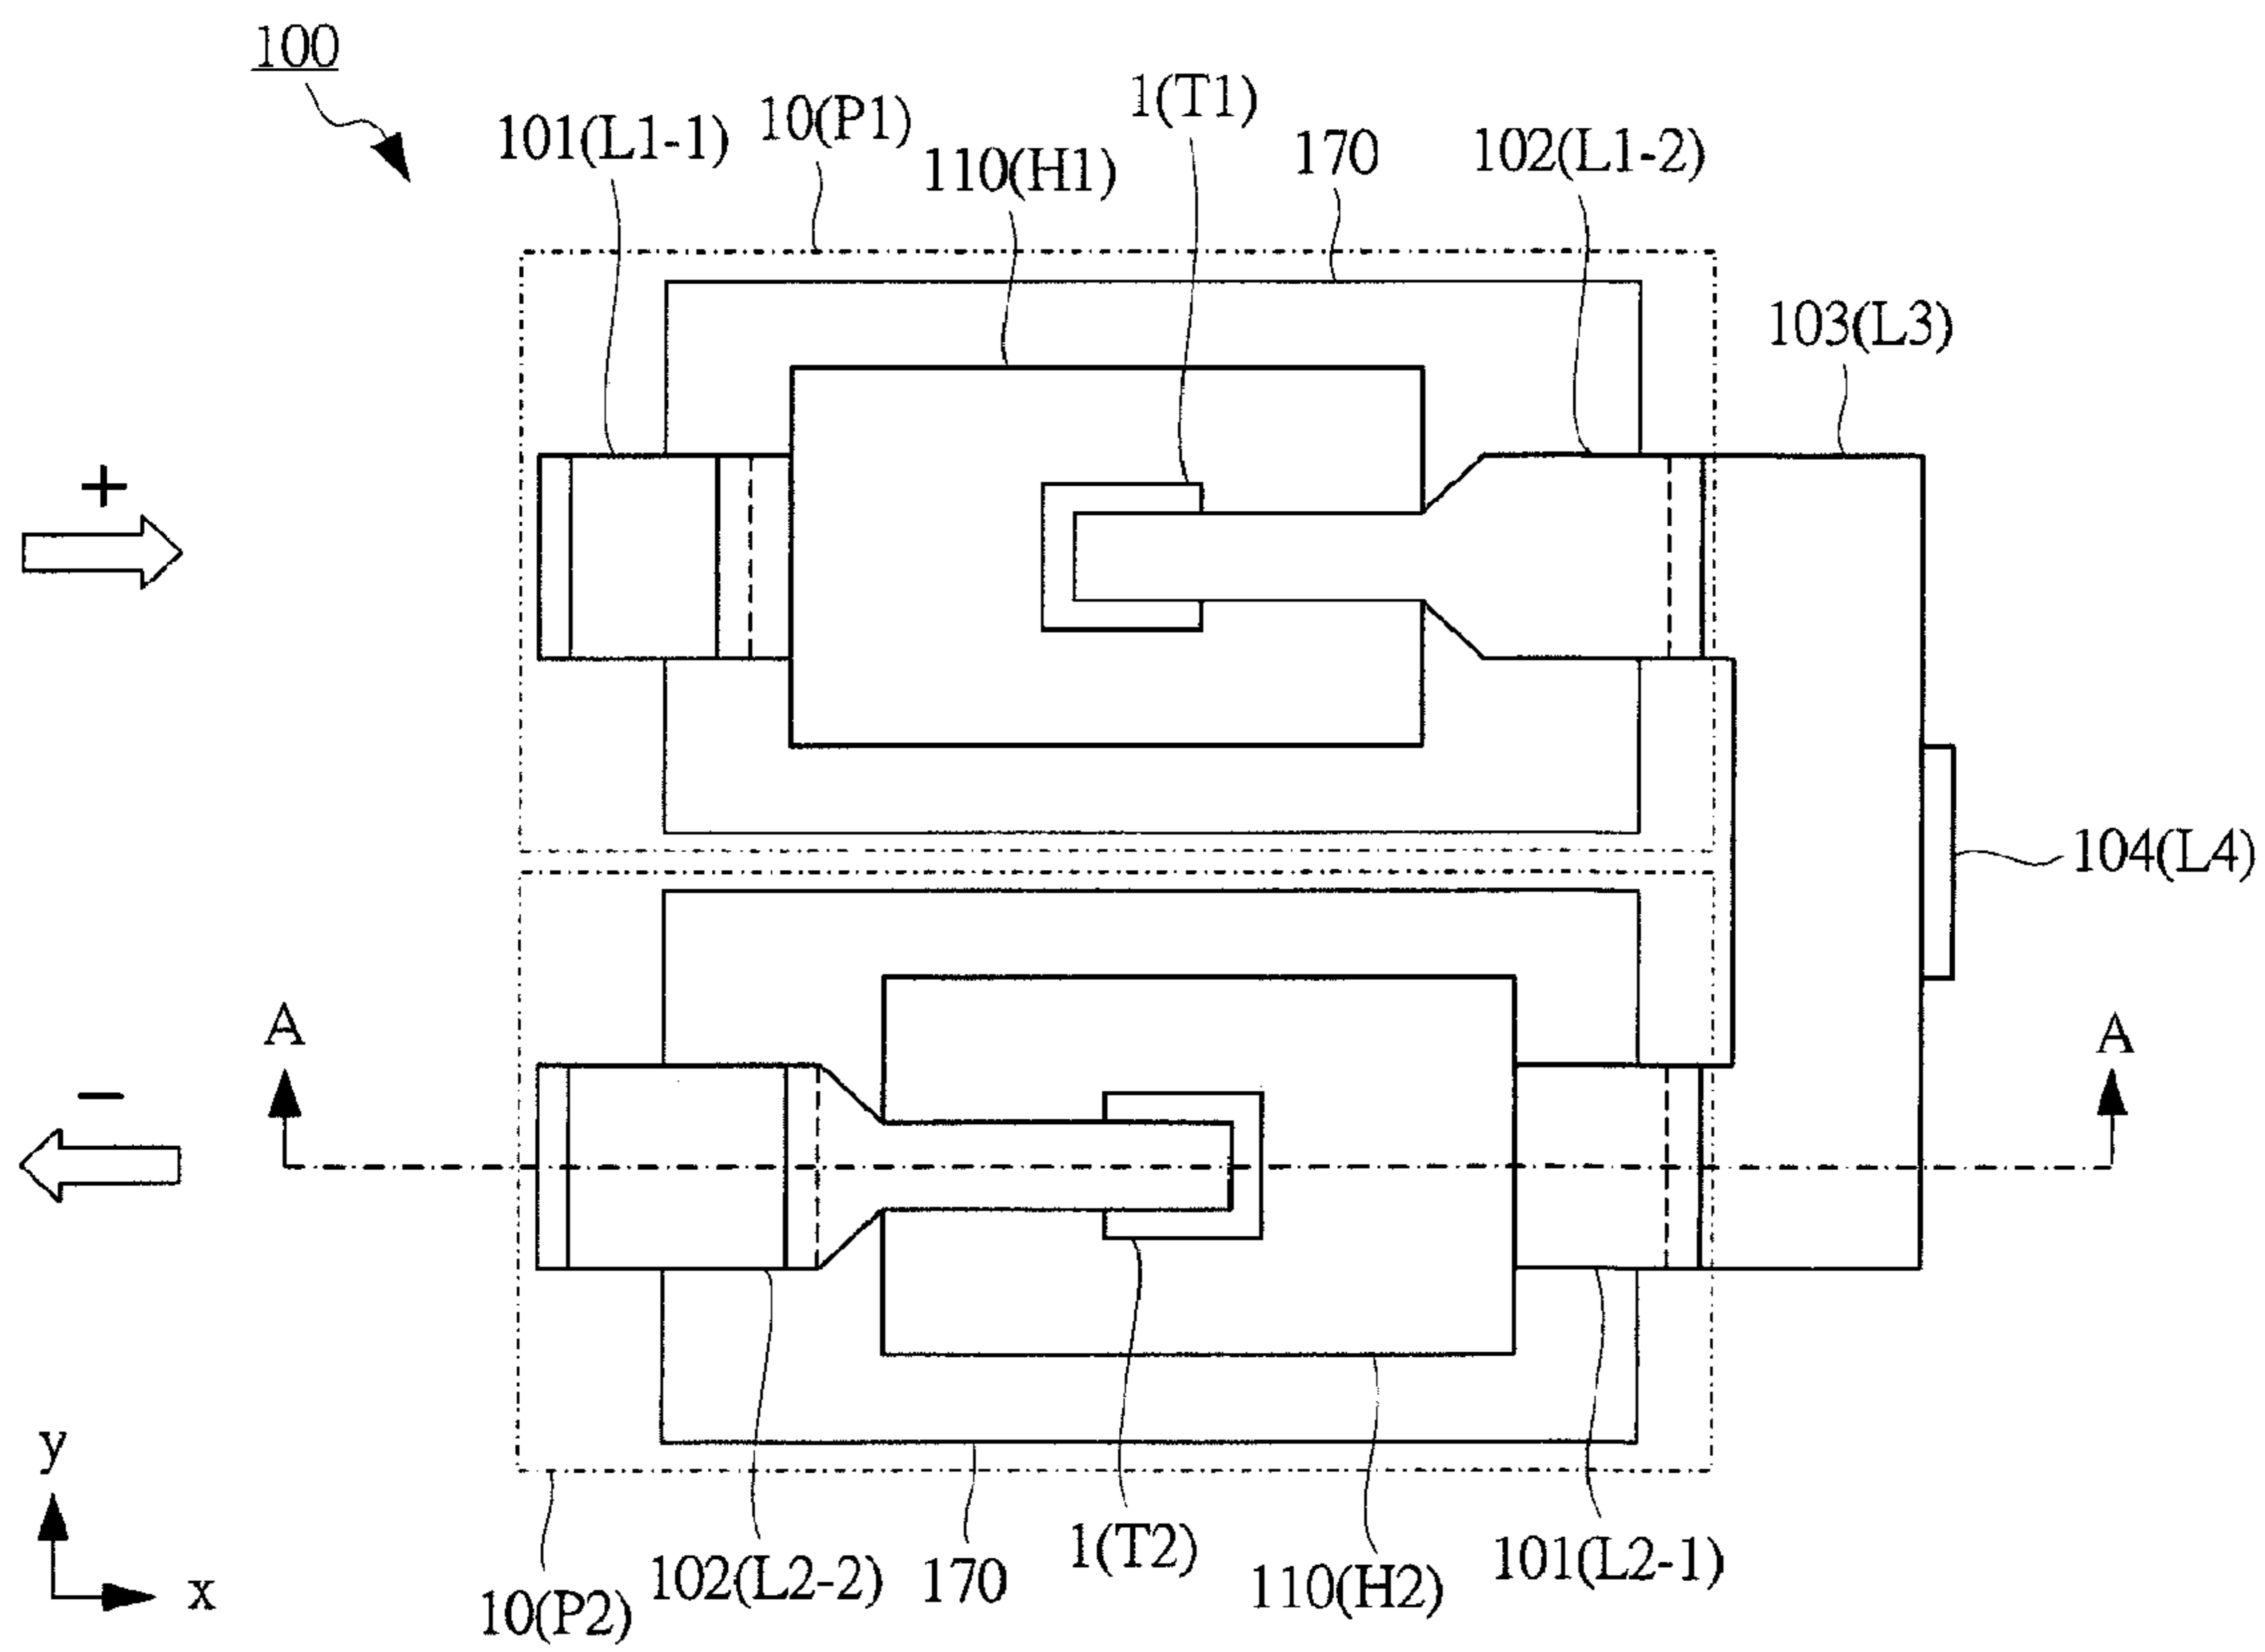 100
1(T1)
10(P1)
101(L1-1)
110(H1)
170
102(L1-2)
103(L3)
+
104(L4)
A
A
−
y
x
10(P2)
102(L2-2)
170
1(T2)
110(H2)
101(L2-1)